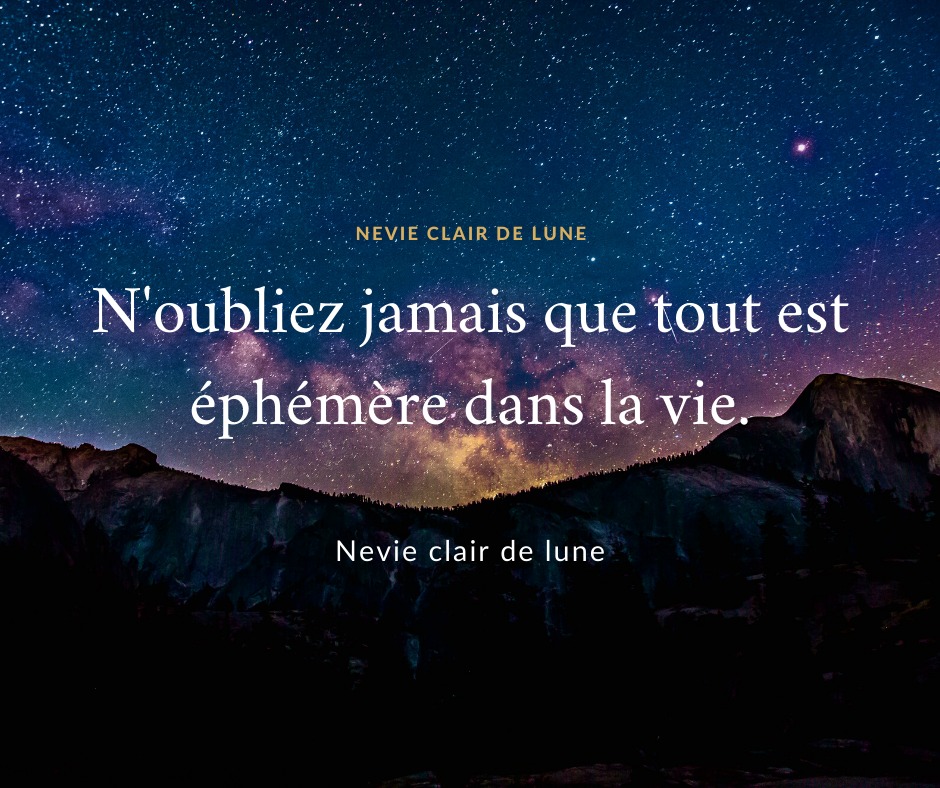 NEVIE CLAIR DE LUNE
N'oubliez jamais que tout est
éphémère dans la vie.
Nevie clair de lune